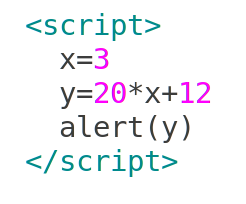 <script>
x=3
y=20*x+12
alert(y)
</script>